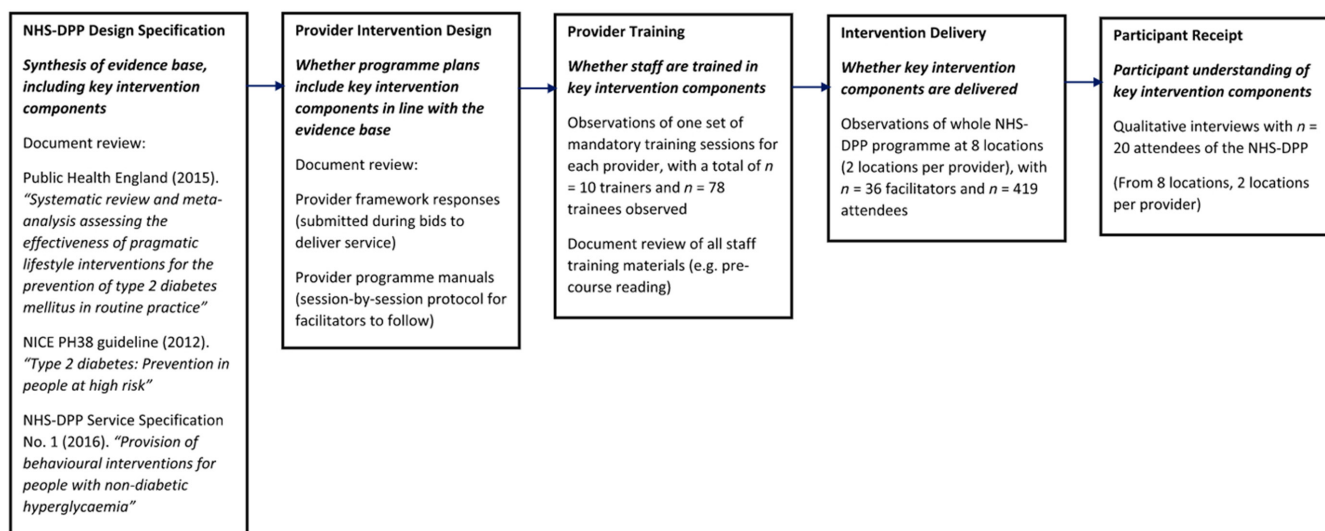 NHS-DPP Design Specification
Synthesis of evidence base,
including key intervention
components
Document review:
Public Health England (2015).
“Systematic review and meta-
analysis assessing the
effectiveness of pragmatic
lifestyle interventions for the
prevention of type 2 diabetes
mellitus in routine practice”
NICE PH38 guideline (2012).
“Type 2 diabetes: Prevention in
people at high risk”
NHS-DPP Service Specification
No. 1 (2016). “Provision of
behavioural interventions for
people with non-diabetic
hyperglycaemia”
Provider Intervention Design
Whether programme plans
include key intervention
components in line with the
evidence base
Document review:
Provider framework responses
(submitted during bids to
deliver service)
Provider programme manuals
(session-by-session protocol for
facilitators to follow)
Provider Training
Whether staff are trained in
key intervention components
Observations of one set of
mandatory training sessions for
each provider, with a total of n
= 10 trainers and n = 78
trainees observed
Document review of all staff
training materials (e.g. pre-
course reading)
Intervention Delivery
Whether key intervention
components are delivered
Observations of whole NHS-
DPP programme at 8 locations
(2 locations per provider), with
n = 36 facilitators and n = 419
attendees
Participant Receipt
Participant understanding of
key intervention components
Qualitative interviews with n =
20 attendees of the NHS-DPP
(From 8 locations, 2 locations
per provider)